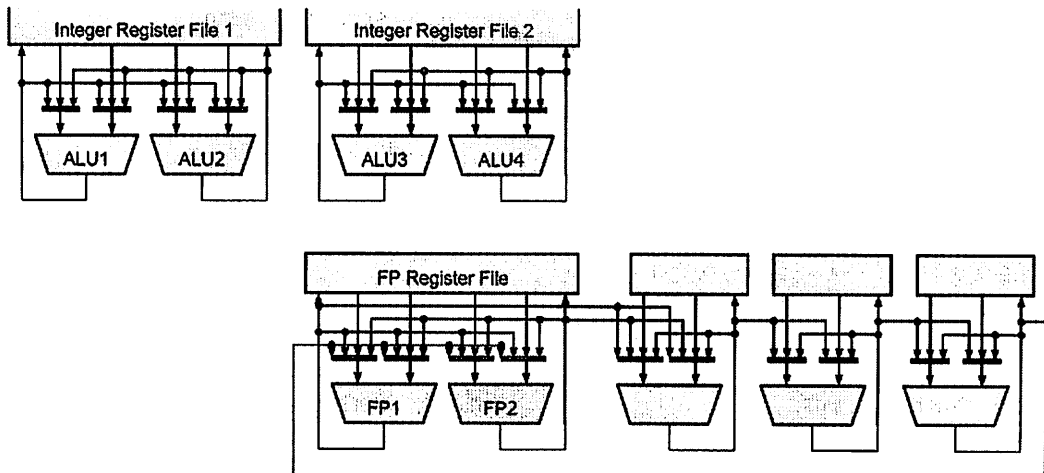 Integer Register File 1
Integer Register File 2
ALU1
ALU2
ALU3
ALU4
FP Register File
FP1
FP2